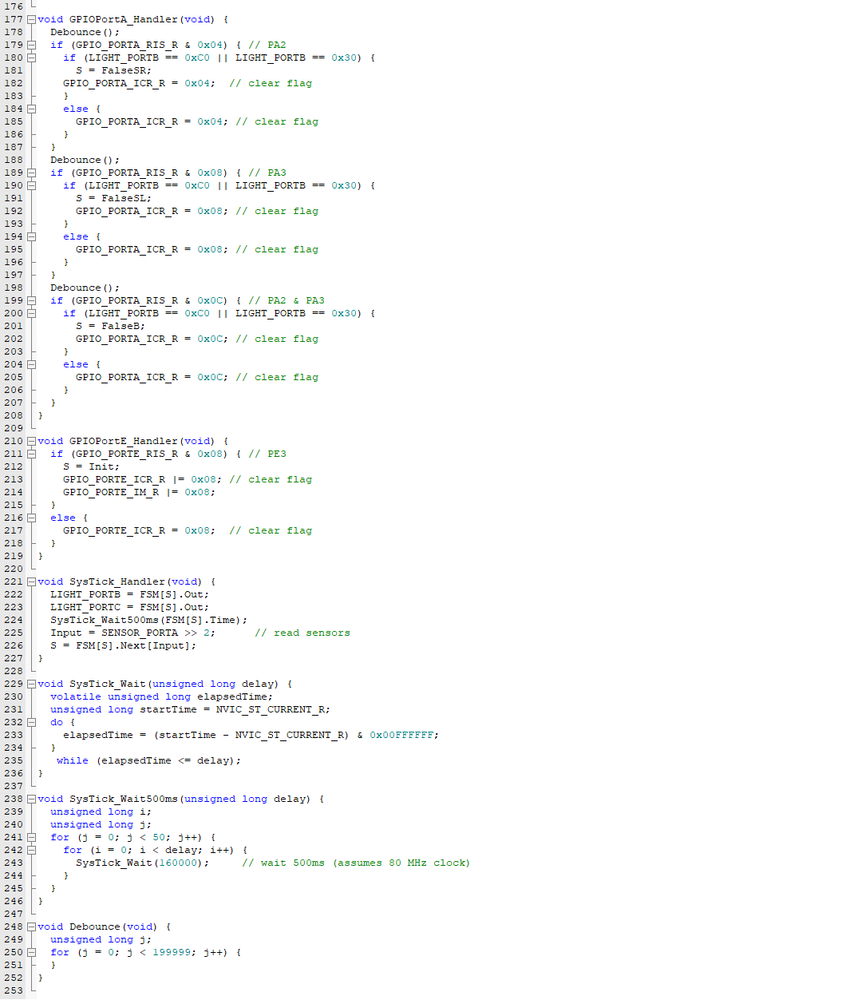 176
177 void GPIOPortA_Handler(void) {
178   Debounce();
179   if (GPIO_PORTA_RIS_R & 0x04) { // PA2
180     if (LIGHT_PORTB == 0xC0 || LIGHT_PORTB == 0x30) {
181       S = FalseSR;
182     GPIO_PORTA_ICR_R = 0x04;  // clear flag
183     }
184     else {
185       GPIO_PORTA_ICR_R = 0x04; // clear flag
186     }
187   }
188   Debounce();
189   if (GPIO_PORTA_RIS_R & 0x08) { // PA3
190     if (LIGHT_PORTB == 0xC0 || LIGHT_PORTB == 0x30) {
191       S = FalseSL;
192       GPIO_PORTA_ICR_R = 0x08; // clear flag
193     }
194     else {
195       GPIO_PORTA_ICR_R = 0x08; // clear flag
196     }
197   }
198   Debounce();
199   if (GPIO_PORTA_RIS_R & 0x0C) { // PA2 & PA3
200     if (LIGHT_PORTB == 0xC0 || LIGHT_PORTB == 0x30) {
201       S = FalseB;
202       GPIO_PORTA_ICR_R = 0x0C; // clear flag
203     }
204     else {
205       GPIO_PORTA_ICR_R = 0x0C; // clear flag
206     }
207   }
208 }
209
210 void GPIOPortE_Handler(void) {
211   if (GPIO_PORTE_RIS_R & 0x08) { // PE3
212     S = Init;
213     GPIO_PORTE_ICR_R |= 0x08; // clear flag
214     GPIO_PORTE_IM_R |= 0x08;
215   }
216   else {
217     GPIO_PORTE_ICR_R = 0x08;  // clear flag
218   }
219 }
220
221 void SysTick_Handler(void) {
222   LIGHT_PORTB = FSM[S].Out;
223   LIGHT_PORTC = FSM[S].Out;
224   SysTick_Wait500ms(FSM[S].Time);
225   Input = SENSOR_PORTA >> 2;      // read sensors
226   S = FSM[S].Next[Input];
227 }
228
229 void SysTick_Wait(unsigned long delay) {
230   volatile unsigned long elapsedTime;
231   unsigned long startTime = NVIC_ST_CURRENT_R;
232   do {
233     elapsedTime = (startTime - NVIC_ST_CURRENT_R) & 0x00FFFFFF;
234   }
235    while (elapsedTime <= delay);
236 }
237
238 void SysTick_Wait500ms(unsigned long delay) {
239   unsigned long i;
240   unsigned long j;
241   for (j = 0; j < 50; j++) {
242     for (i = 0; i < delay; i++) {
243       SysTick_Wait(160000);     // wait 500ms (assumes 80 MHz clock)
244     }
245   }
246 }
247
248 void Debounce(void) {
249   unsigned long j;
250   for (j = 0; j < 199999; j++) {
251   }
252 }
253